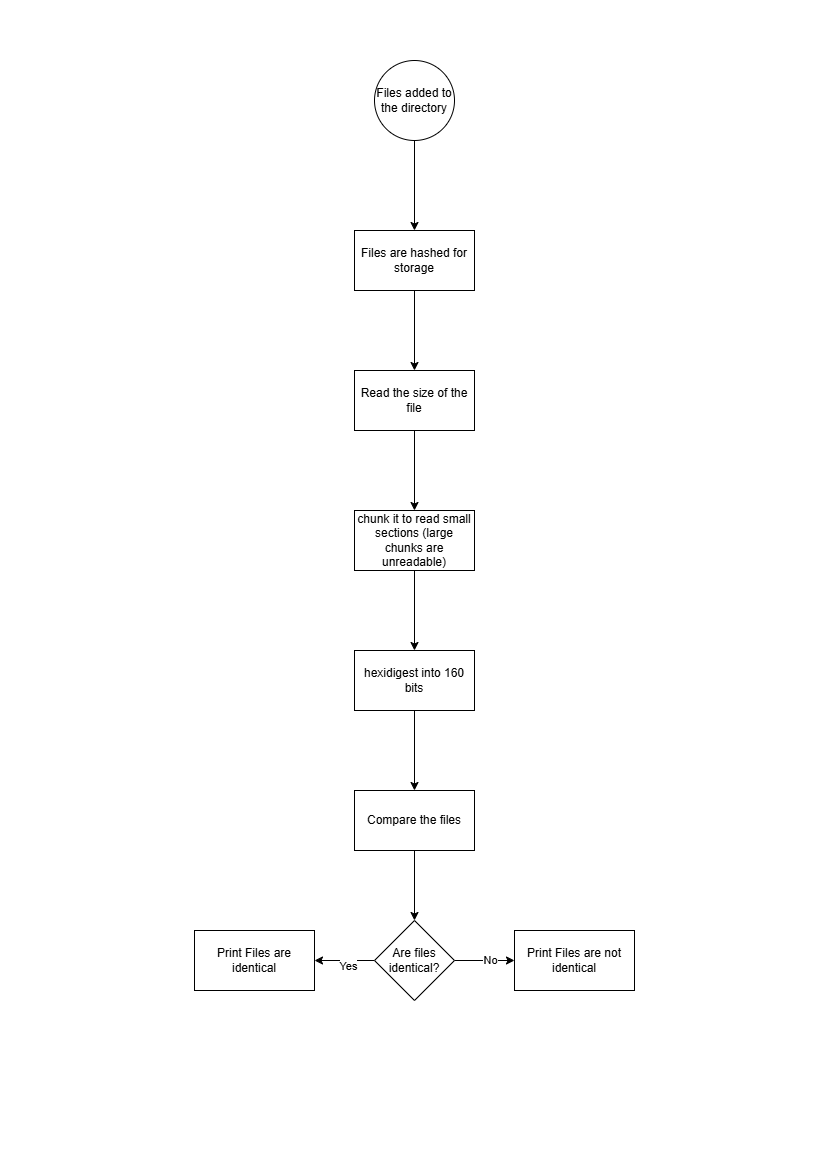 Files added to
the directory
Files are hashed for
storage
Read the size of the
file
chunk it to read small
sections (large
chunks are
unreadable)
hexidigest into 160
bits
Compare the files
Print Files are
identical
Yes
Are files
identical?
No
Print Files are not
identical